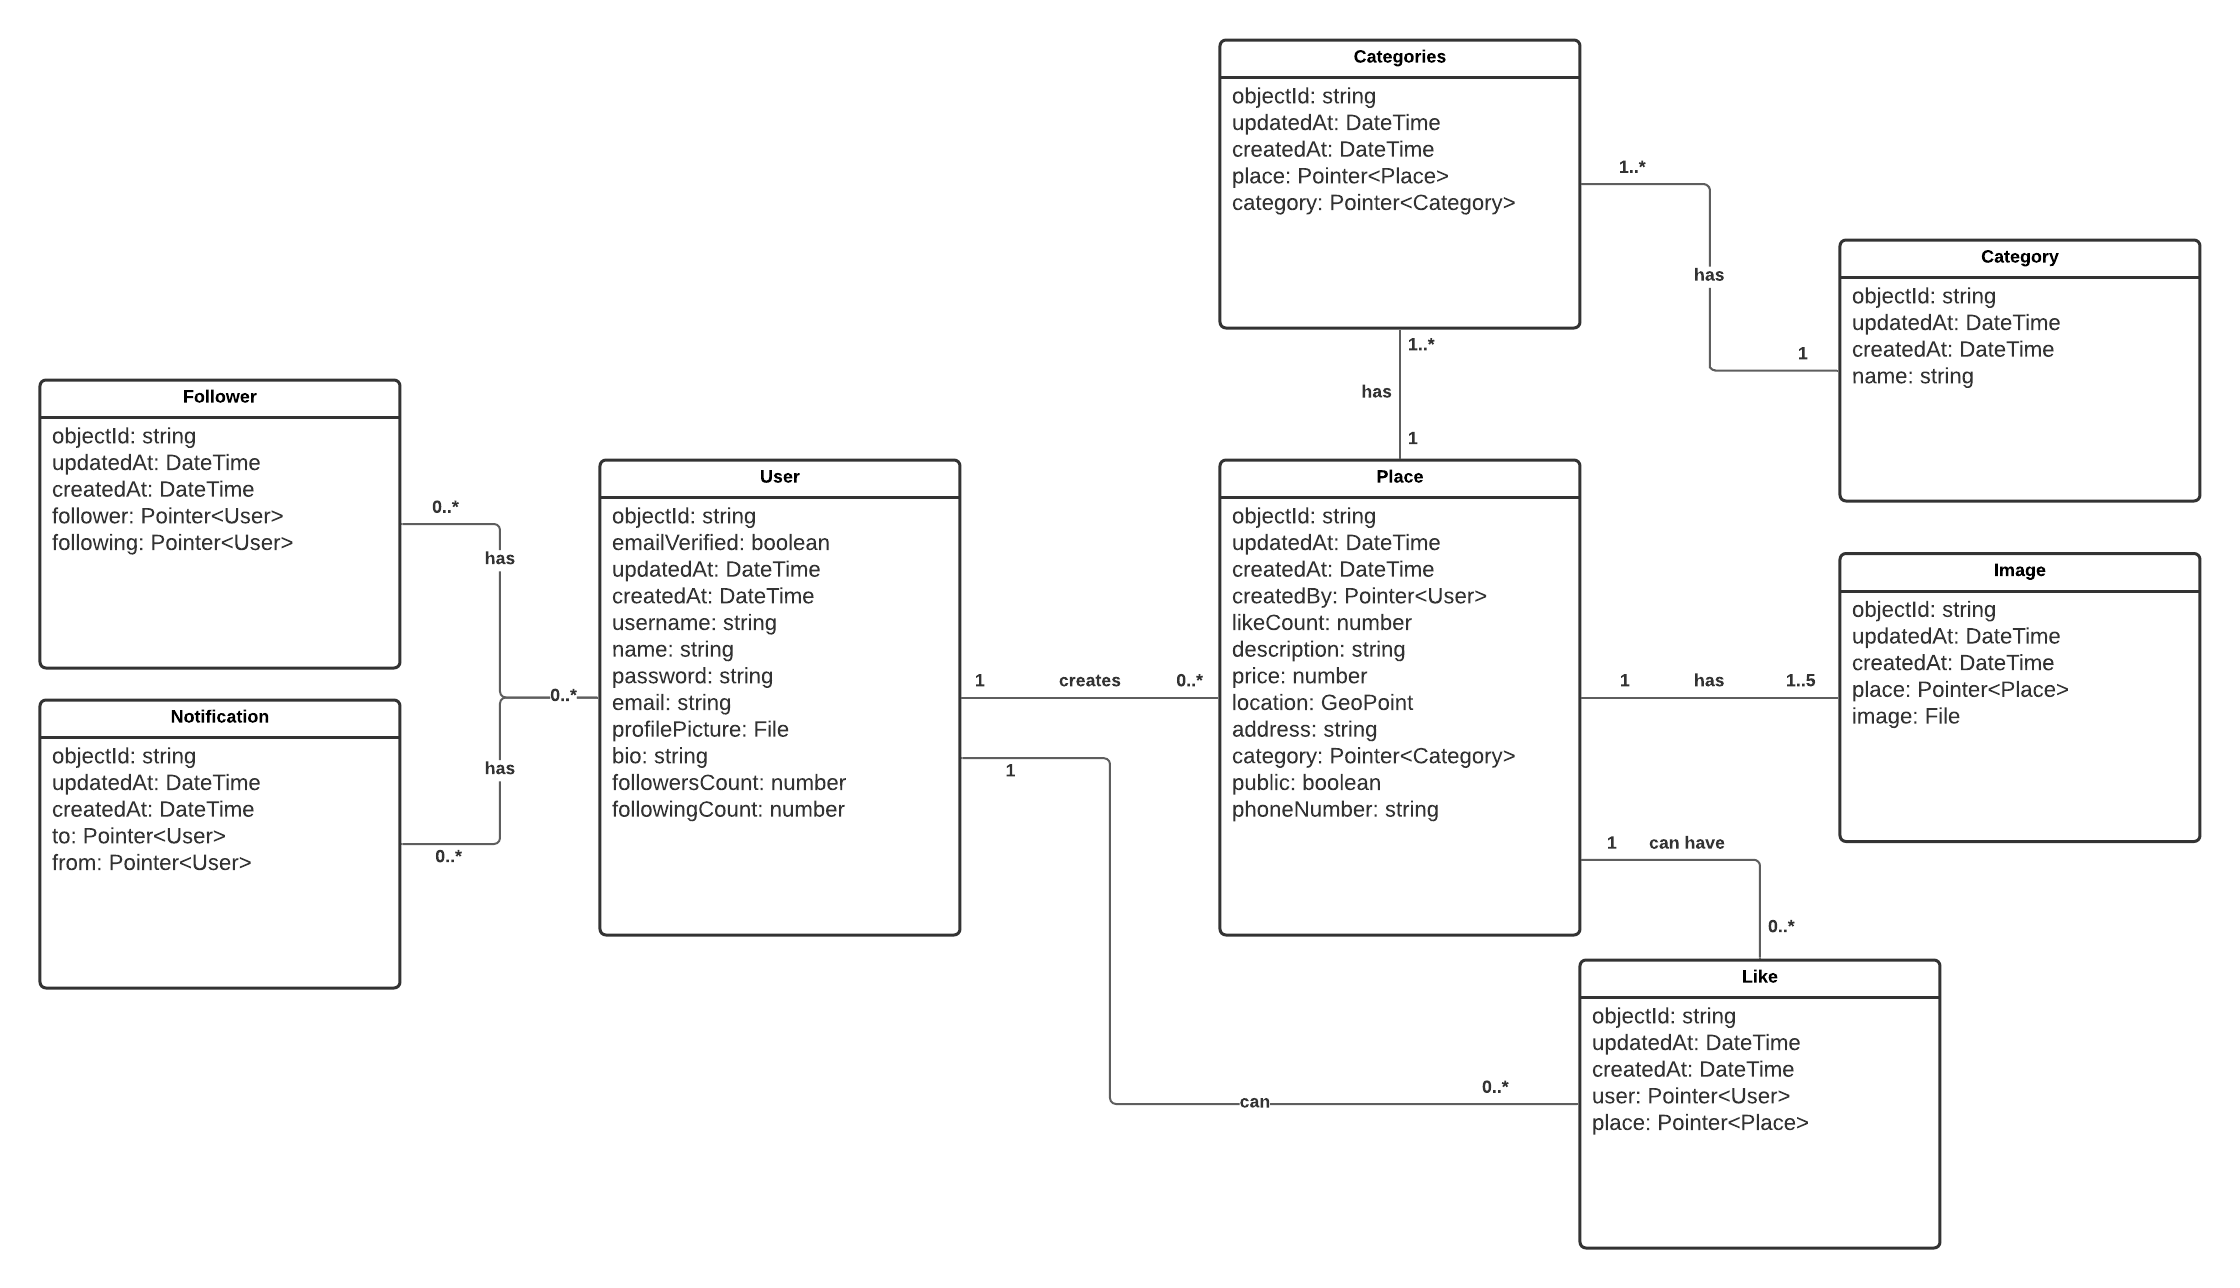 Categories
objectId: string
updatedAt: DateTime
createdAt: DateTime
place: Pointer<Place>
category: Pointer<Category>
1..*
has
1
Category
objectId: string
updatedAt: DateTime
createdAt: DateTime
name: string
1..*
has
1
Follower
objectId: string
updatedAt: DateTime
createdAt: DateTime
follower: Pointer<User>
following: Pointer<User>
0..*
has
0..*
Notification
objectId: string
updatedAt: DateTime
createdAt: DateTime
to: Pointer<User>
from: Pointer<User>
has
0..*
User
objectId: string
emailVerified: boolean
updatedAt: DateTime
createdAt: DateTime
username: string
name: string
password: string
email: string
profilePicture: File
bio: string
followersCount: number
followingCount: number
1 creates 0..*
1
Place
objectId: string
updatedAt: DateTime
createdAt: DateTime
createdBy: Pointer<User>
likeCount: number
description: string
price: number
location: GeoPoint
address: string
category: Pointer<Category>
public: boolean
phoneNumber: string
1 has 1..5
Image
objectId: string
updatedAt: DateTime
createdAt: DateTime
place: Pointer<Place>
image: File
1 can have
0..*
Like
objectId: string
updatedAt: DateTime
createdAt: DateTime
user: Pointer<User>
place: Pointer<Place>
0..*
can